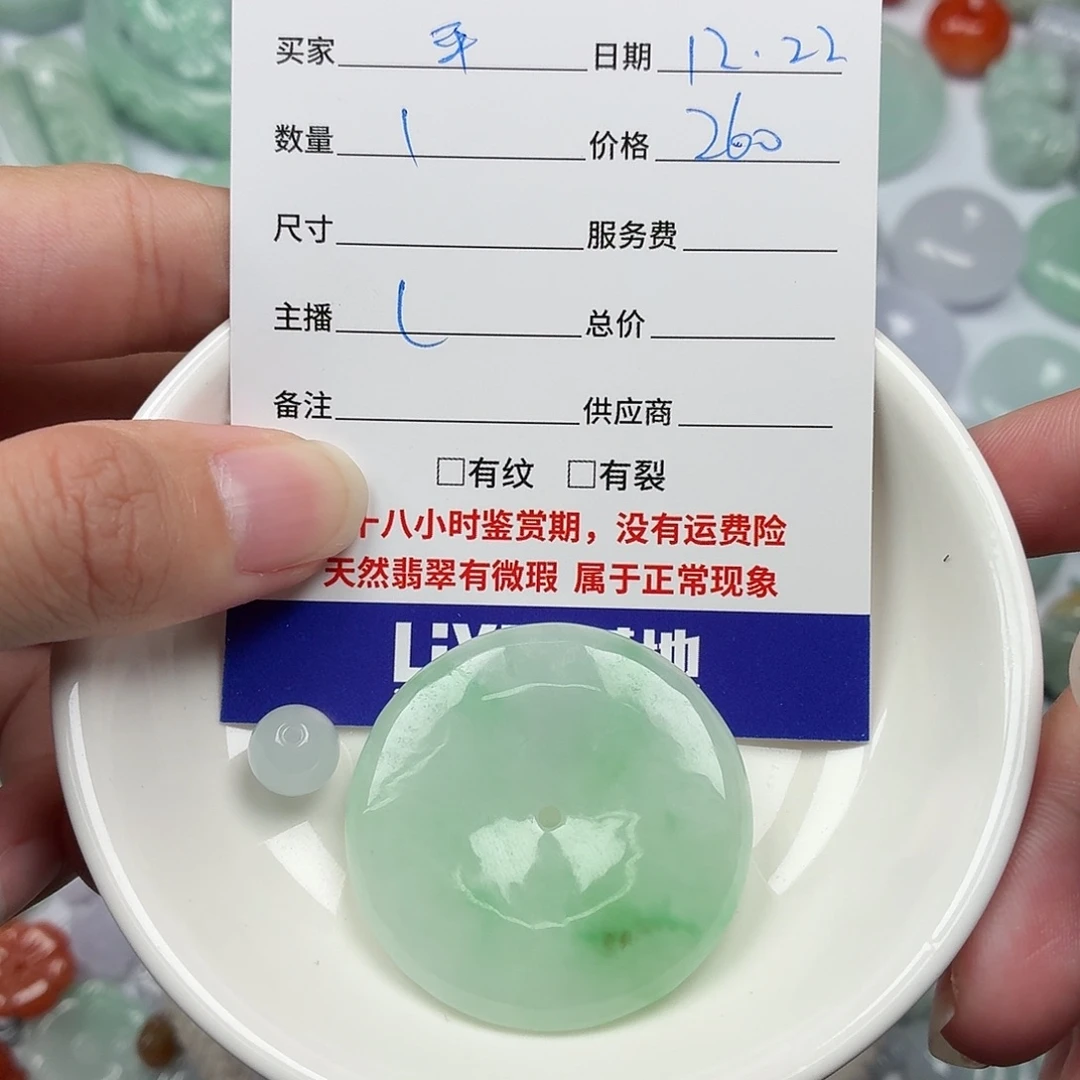 买家 平 日期 12.22
数量 1 价格 260
尺寸 服务费
主播 L 总价
备注 供应商
□有纹 □有裂
十八小时鉴赏期，没有运费险
天然翡翠有微瑕 属于正常现象